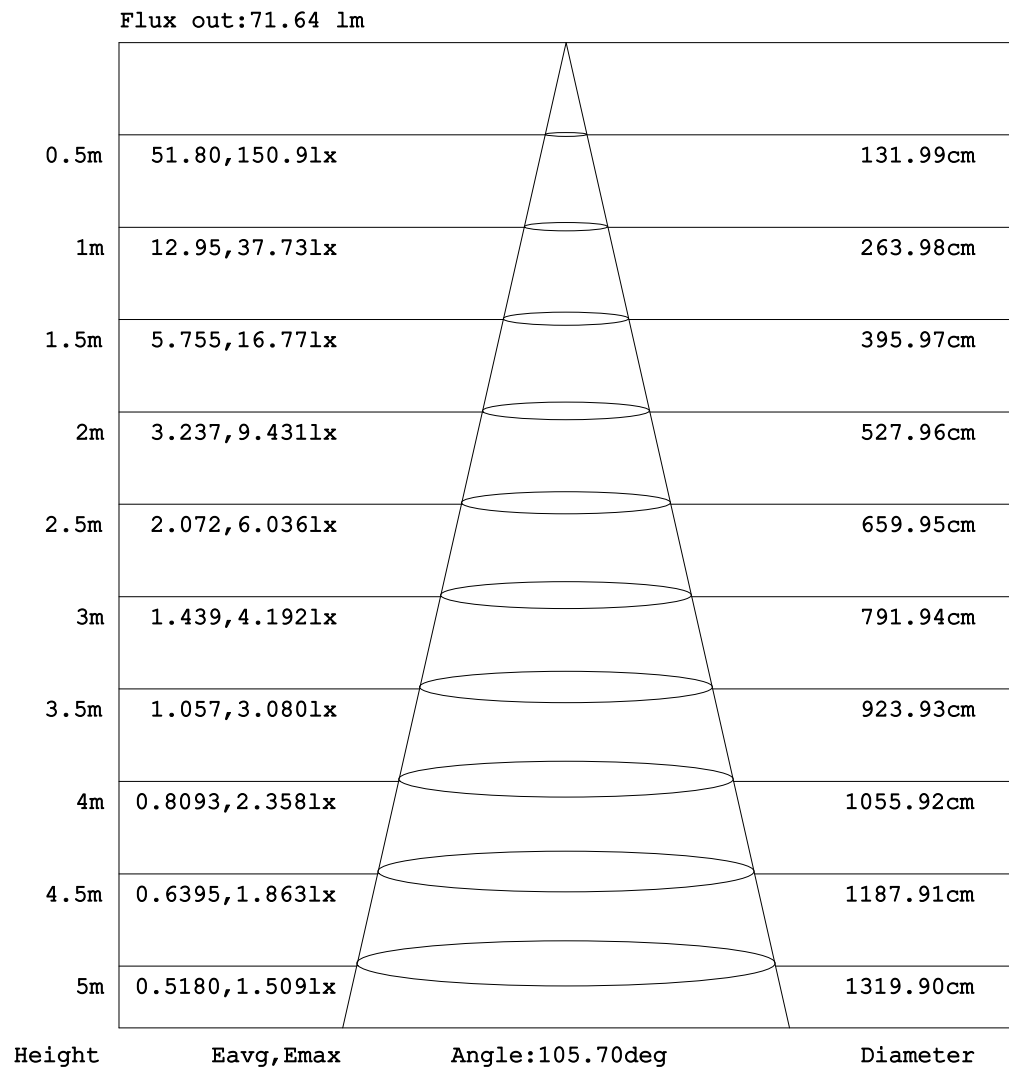 Flux out:71.64 lm
0.5m 51.80,150.9lx 131.99cm
1m 12.95,37.73lx 263.98cm
1.5m 5.755,16.77lx 395.97cm
2m 3.237,9.431lx 527.96cm
2.5m 2.072,6.036lx 659.95cm
3m 1.439,4.192lx 791.94cm
3.5m 1.057,3.080lx 923.93cm
4m 0.8093,2.358lx 1055.92cm
4.5m 0.6395,1.863lx 1187.91cm
5m 0.5180,1.509lx 1319.90cm
Height Eavg,Emax Angle:105.70deg Diameter